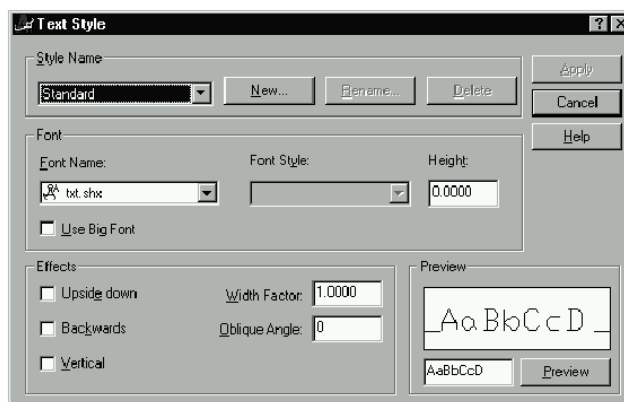 Text Style
Style Name
Standard
New...
Rename...
Delete
Apply
Cancel
Help
Font
Font Name:
Font Style:
Height:
txt.shx
0.0000
Use Big Font
Effects
Upside down
Width Factor:
1.0000
Backwards
Oblique Angle:
0
Vertical
Preview
AaBbCcD
AaBbCcD
Preview